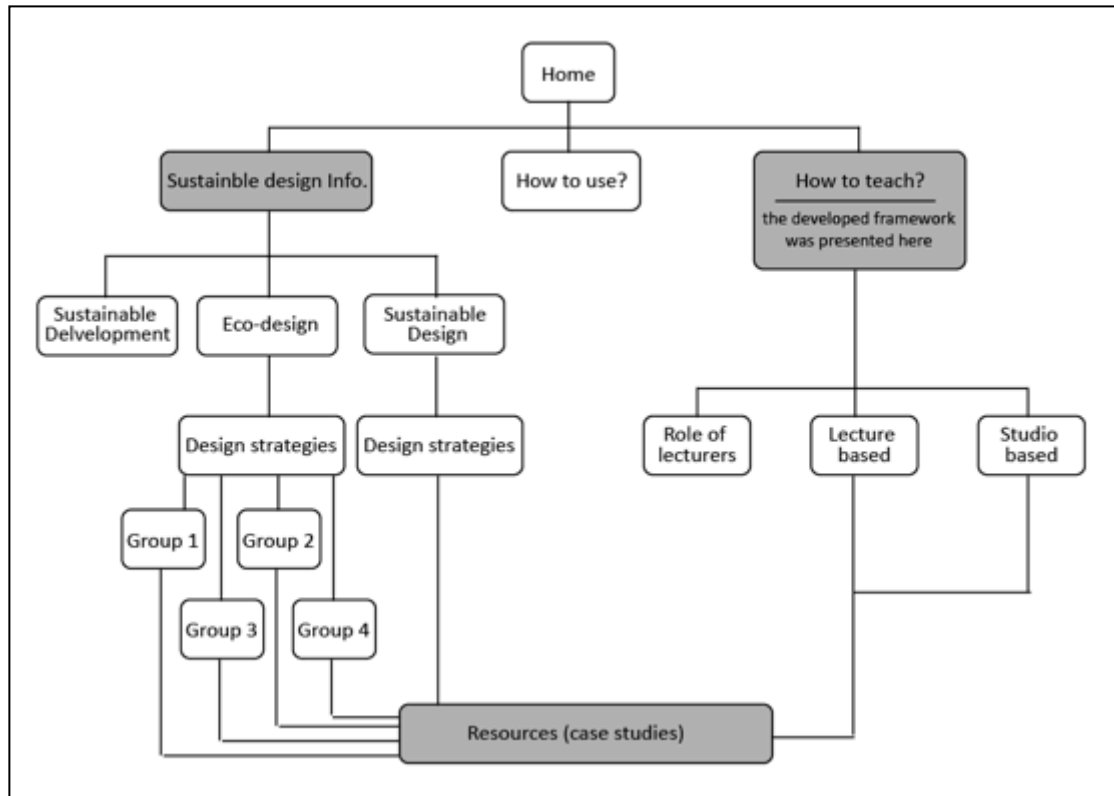 Home
Sustainble design Info.
How to use?
How to teach?
the developed framework
was presented here
Sustainable
Delvelopment
Eco-design
Sustainable
Design
Design strategies
Design strategies
Role of
lecturers
Lecture
based
Studio
based
Group 1
Group 2
Group 3
Group 4
Resources (case studies)